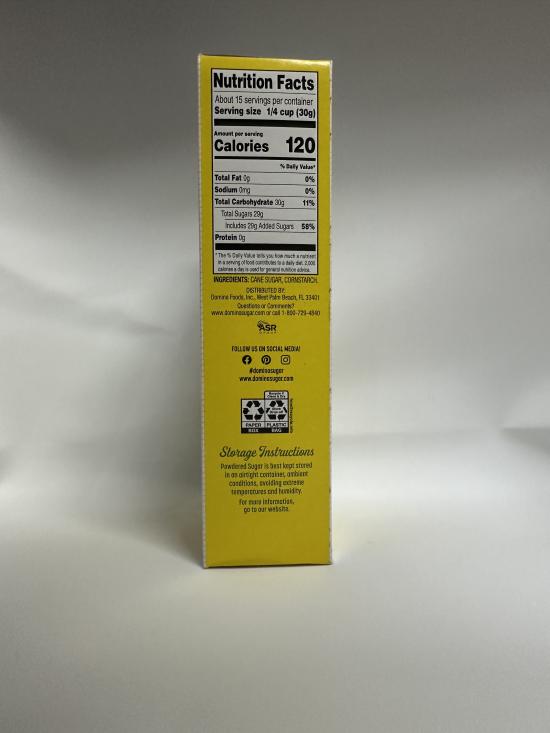 Nutrition Facts
About 15 servings per container
Serving size 1/4 cup (30g)
Amount per serving
Calories 120
% Daily Value*
Total Fat 0g 0%
Sodium 0mg 0%
Total Carbohydrate 30g 11%
Total Sugars 29g
Includes 29g Added Sugars 58%
Protein 0g
* The % Daily Value tells you how much a nutrient
in a serving of food contributes to a daily diet. 2,000
calories a day is used for general nutrition advice.
INGREDIENTS: CANE SUGAR, CORNSTARCH.
DISTRIBUTED BY:
Domino Foods, Inc., West Palm Beach, FL 33401
Questions or Comments?
www.dominosugar.com or call 1-800-729-4840
ASR
GROUP
FOLLOW US ON SOCIAL MEDIA!
#dominosugar
www.dominosugar.com
PAPER PLASTIC
BOX BAG
Storage Instructions
Powdered Sugar is best kept stored
in an airtight container, ambient
conditions, avoiding extreme
temperatures and humidity.
For more information,
go to our website.